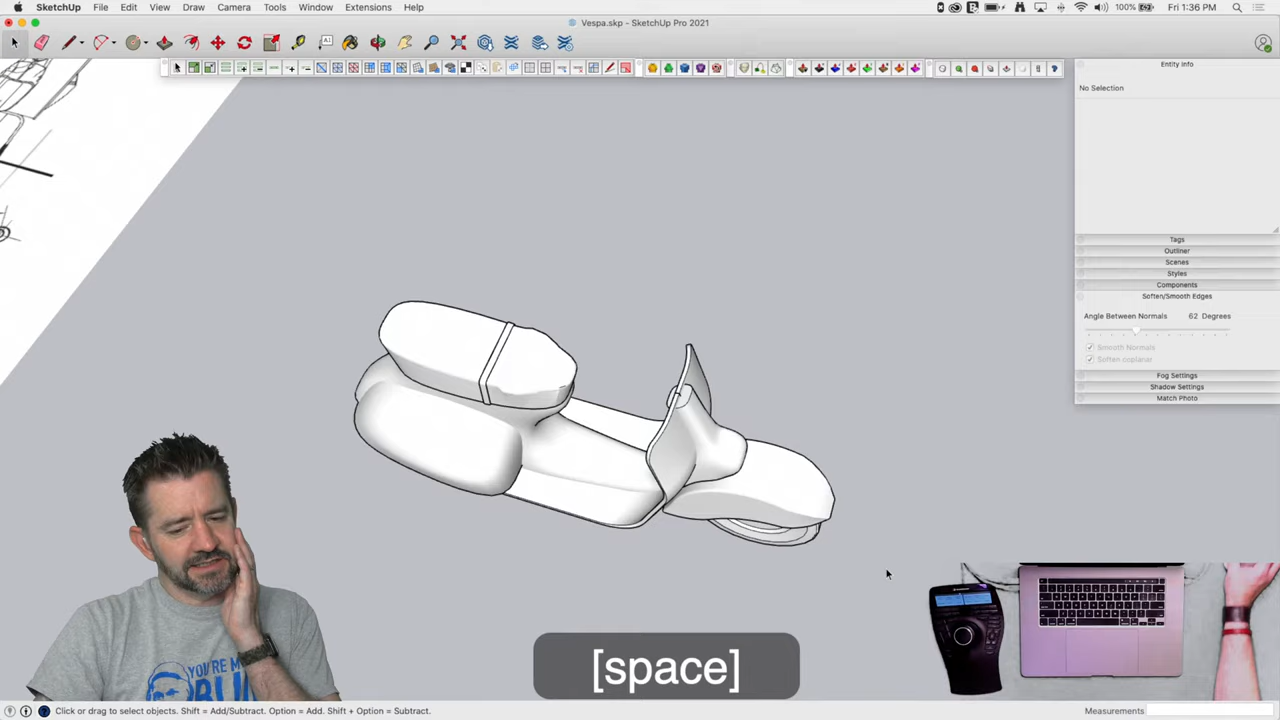 SketchUp File Edit View Draw Camera Tools Window Extensions Help 100% Fri 1:36 PM
Vespa.skp - SketchUp Pro 2021
Entity Info
No Selection
Tags
Outliner
Scenes
Styles
Components
Soften/Smooth Edges
Angle Between Normals 62 Degrees
Smooth Normals
Soften coplanar
Fog Settings
Shadow Settings
Match Photo
YOU'RE M
[space]
Click or drag to select objects. Shift = Add/Subtract. Option = Add. Shift + Option = Subtract.
Measurements